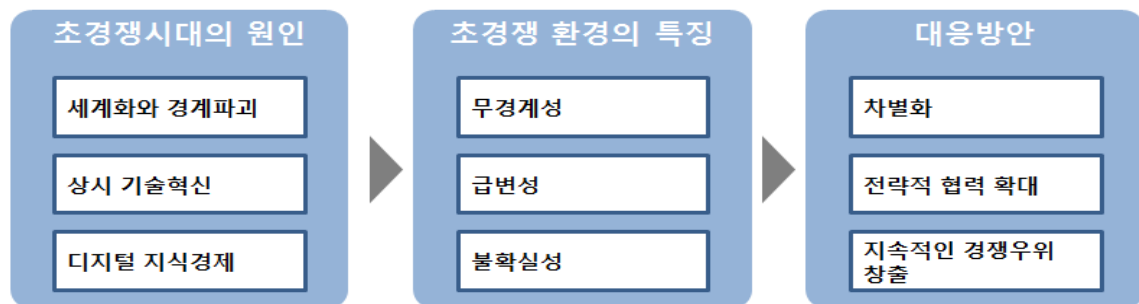 초경쟁시대의 원인
세계화와 경계파괴
상시 기술혁신
디지털 지식경제
초경쟁 환경의 특징
무경계성
급변성
불확실성
대응방안
차별화
전략적 협력 확대
지속적인 경쟁우위
창출